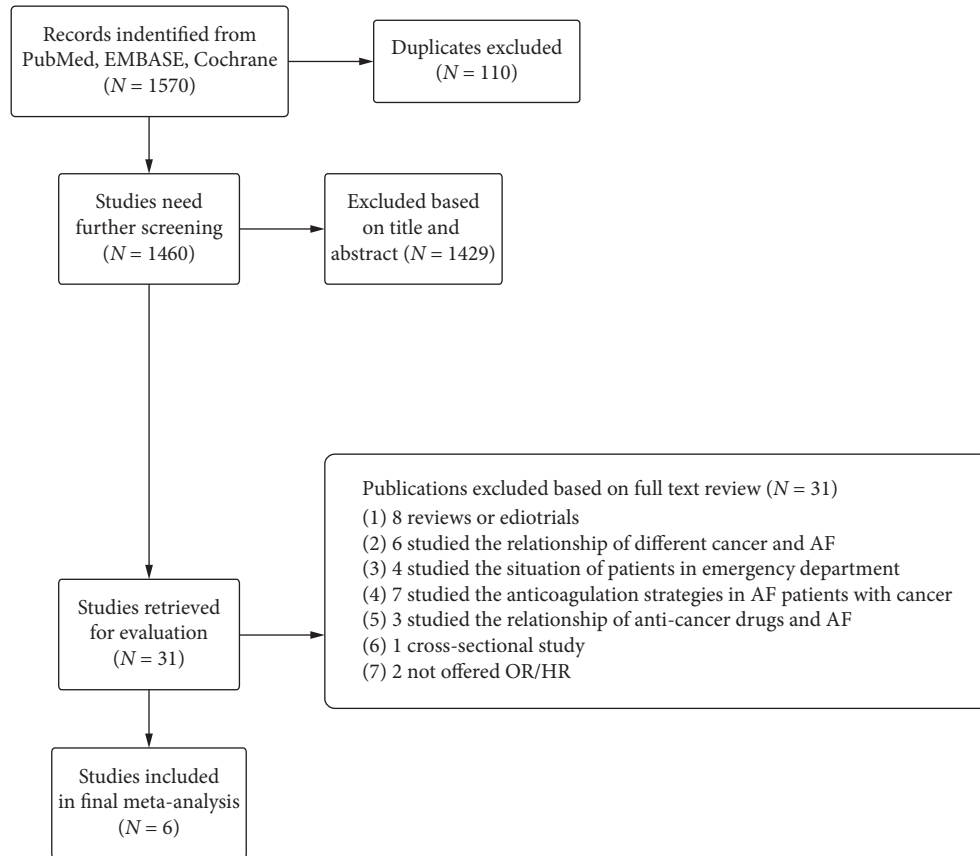 Records indentified from
PubMed, EMBASE, Cochrane
(N = 1570)
Duplicates excluded
(N = 110)
Studies need
further screening
(N = 1460)
Excluded based
on title and
abstract (N = 1429)
Studies retrieved
for evaluation
(N = 31)
Publications excluded based on full text review (N = 31)
(1) 8 reviews or ediotrials
(2) 6 studied the relationship of different cancer and AF
(3) 4 studied the situation of patients in emergency department
(4) 7 studied the anticoagulation strategies in AF patients with cancer
(5) 3 studied the relationship of anti-cancer drugs and AF
(6) 1 cross-sectional study
(7) 2 not offered OR/HR
Studies included
in final meta-analysis
(N = 6)